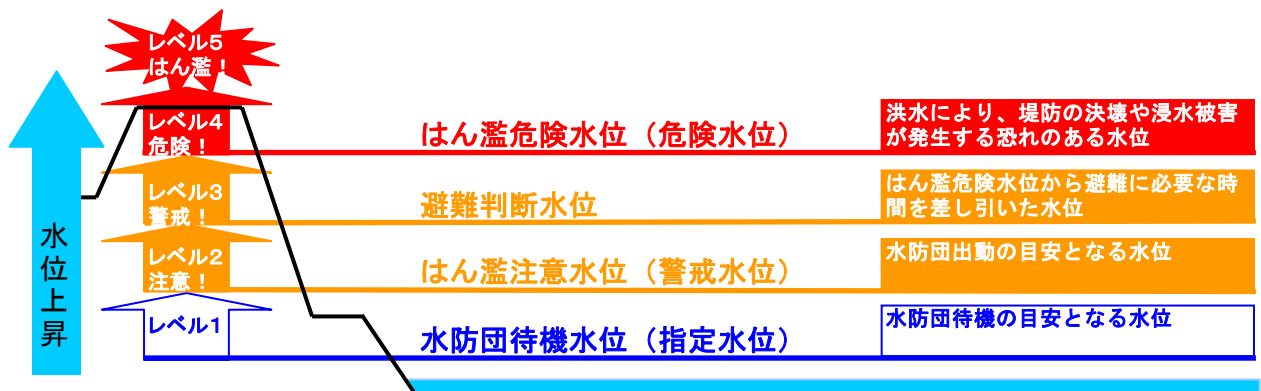 レベル5
はん濫！
レベル4
危険！
はん濫危険水位（危険水位）
洪水により、堤防の決壊や浸水被害
が発生する恐れのある水位
レベル3
警戒！
避難判断水位
はん濫危険水位から避難に必要な時
間を差し引いた水位
レベル2
注意！
はん濫注意水位（警戒水位）
水防団出動の目安となる水位
レベル1
水防団待機水位（指定水位）
水防団待機の目安となる水位
水位上昇